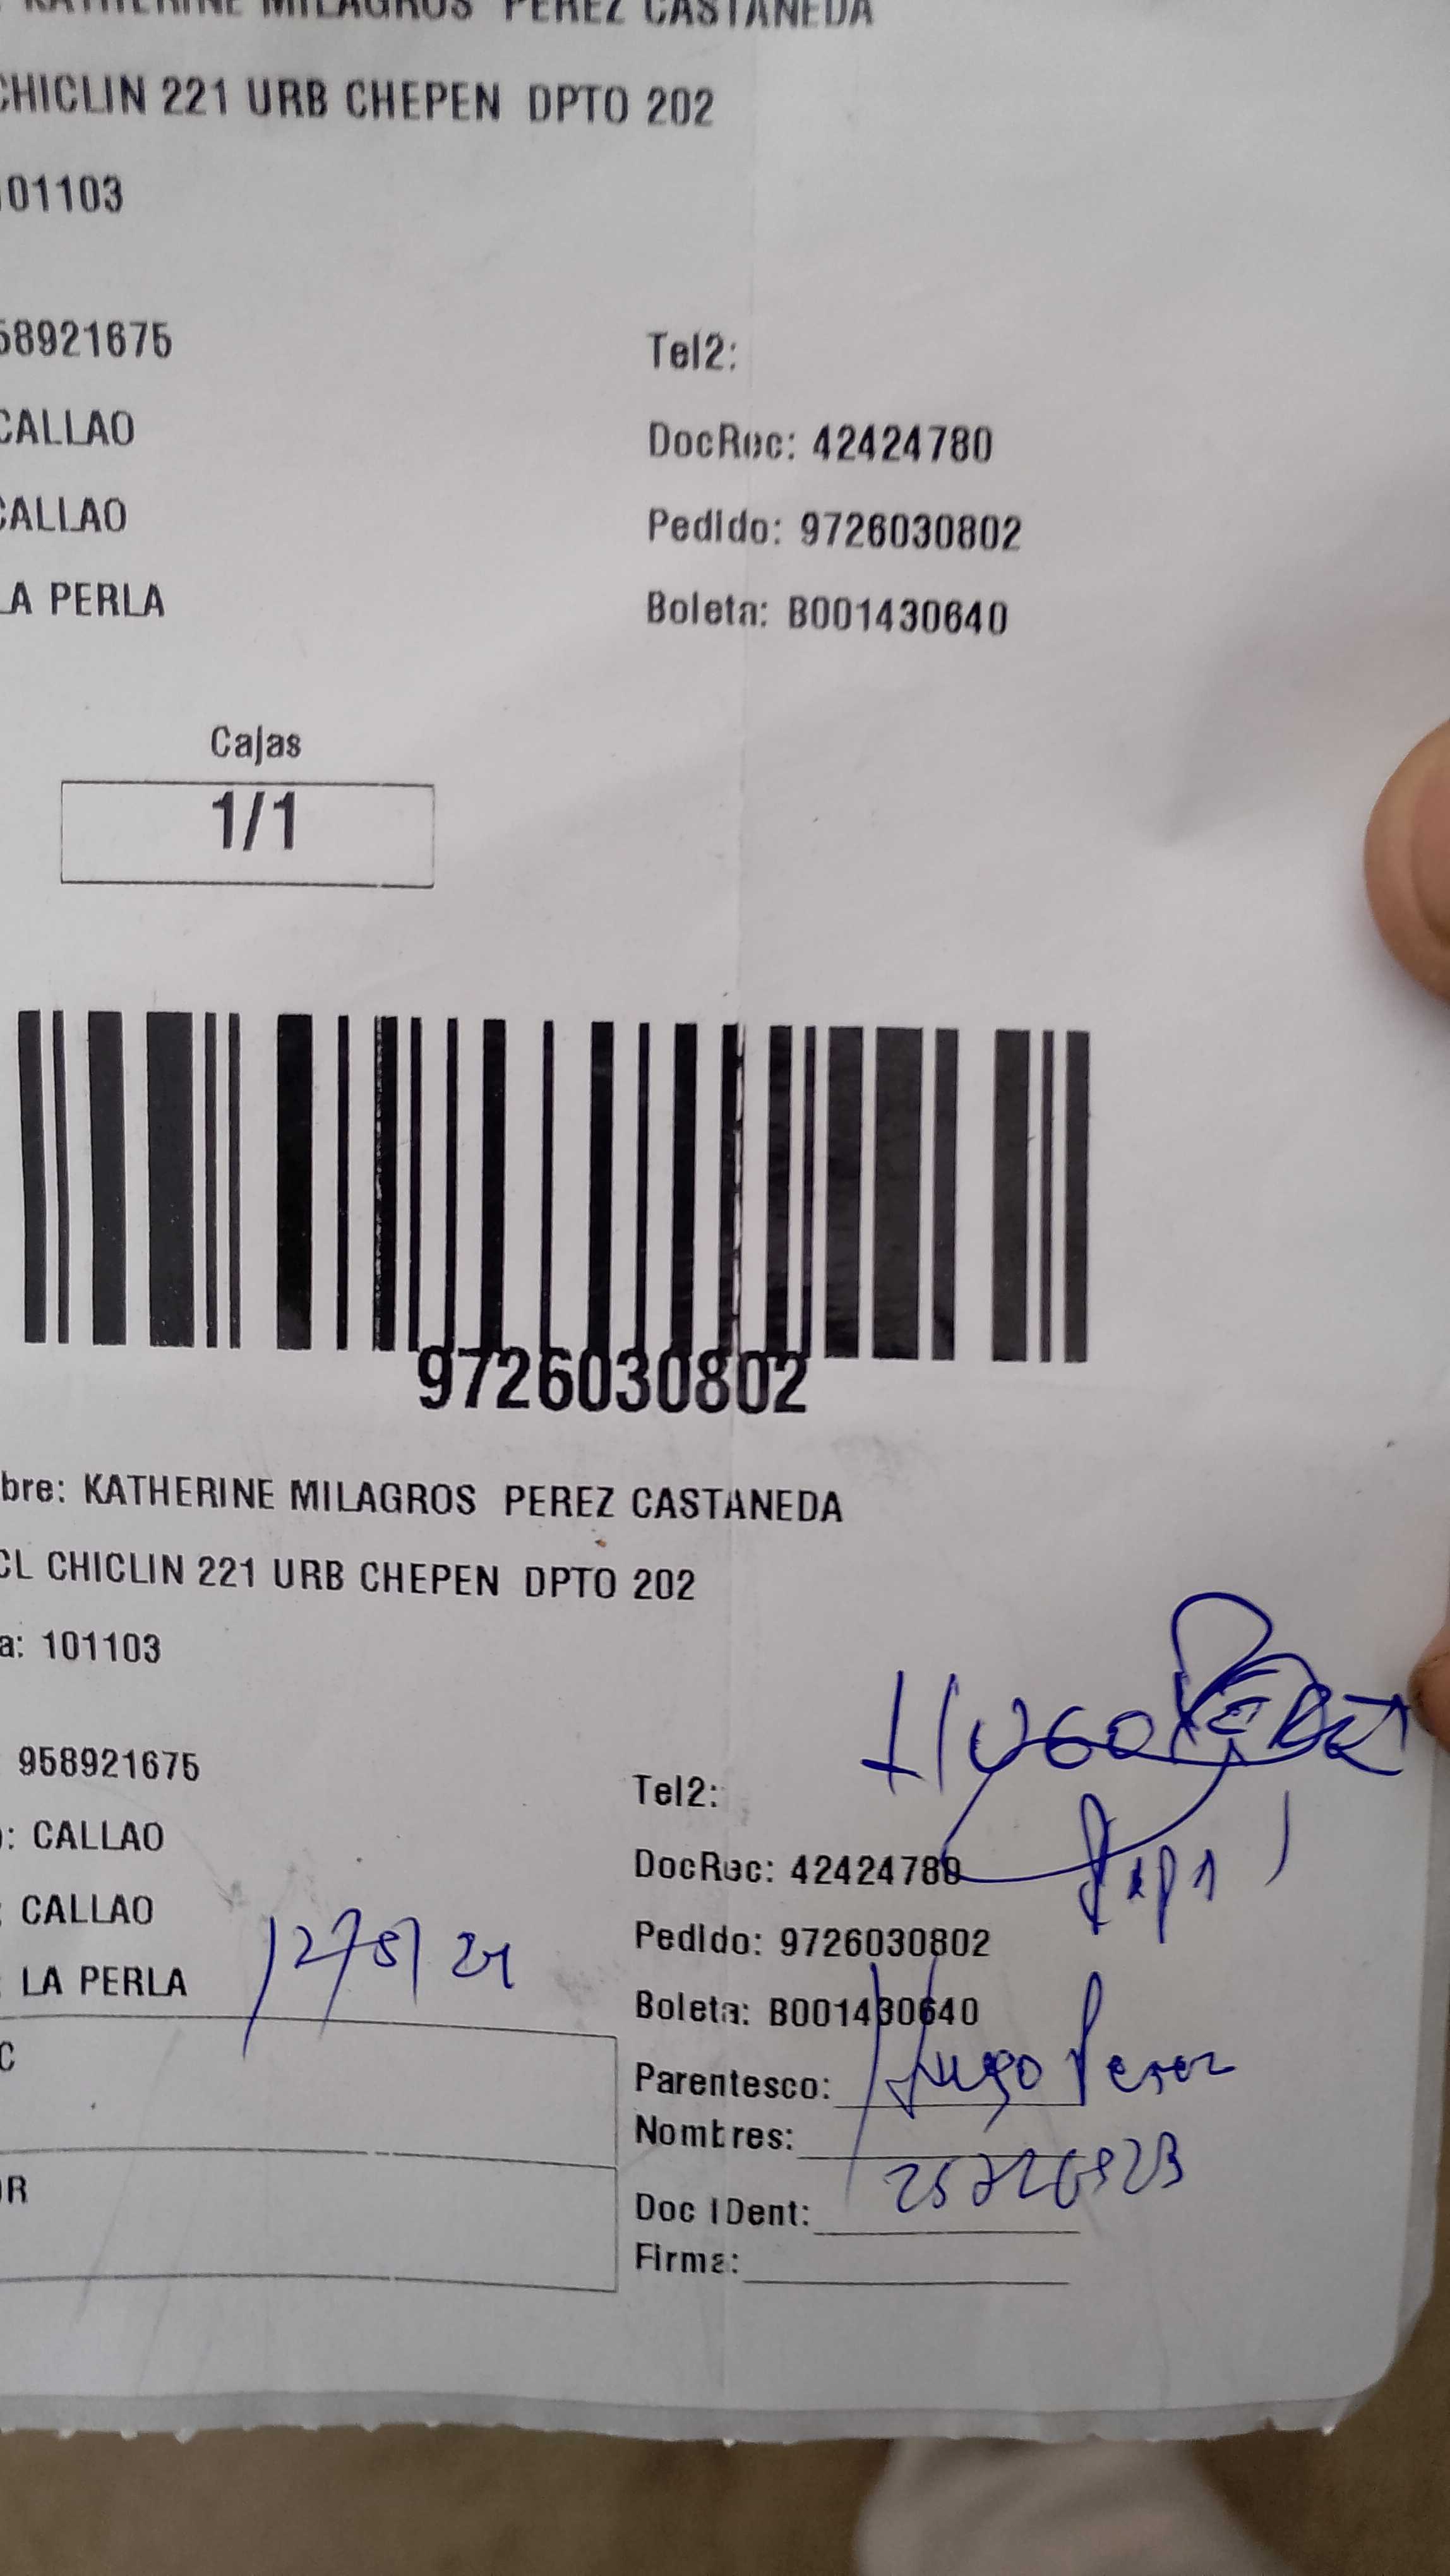 KATHERINE MILAGROS PEREZ CASTANEDA
CHICLIN 221 URB CHEPEN DPTO 202
101103
58921675
Tel2:
CALLAO
DocRec: 42424780
CALLAO
Pedido: 9726030802
LA PERLA
Boleta: B001430640
Cajas
1/1
9726030802
bre: KATHERINE MILAGROS PEREZ CASTANEDA
CL CHICLIN 221 URB CHEPEN DPTO 202
a: 101103
HUGO PEREZ
958921675
Tel2:
: CALLAO
DocRec: 42424780
: CALLAO
Pedido: 9726030802
: LA PERLA
12/5/21
Boleta: B001430640
C
Parentesco:
Hugo Perez
Nombres:
R
Doc IDent:
Firma: